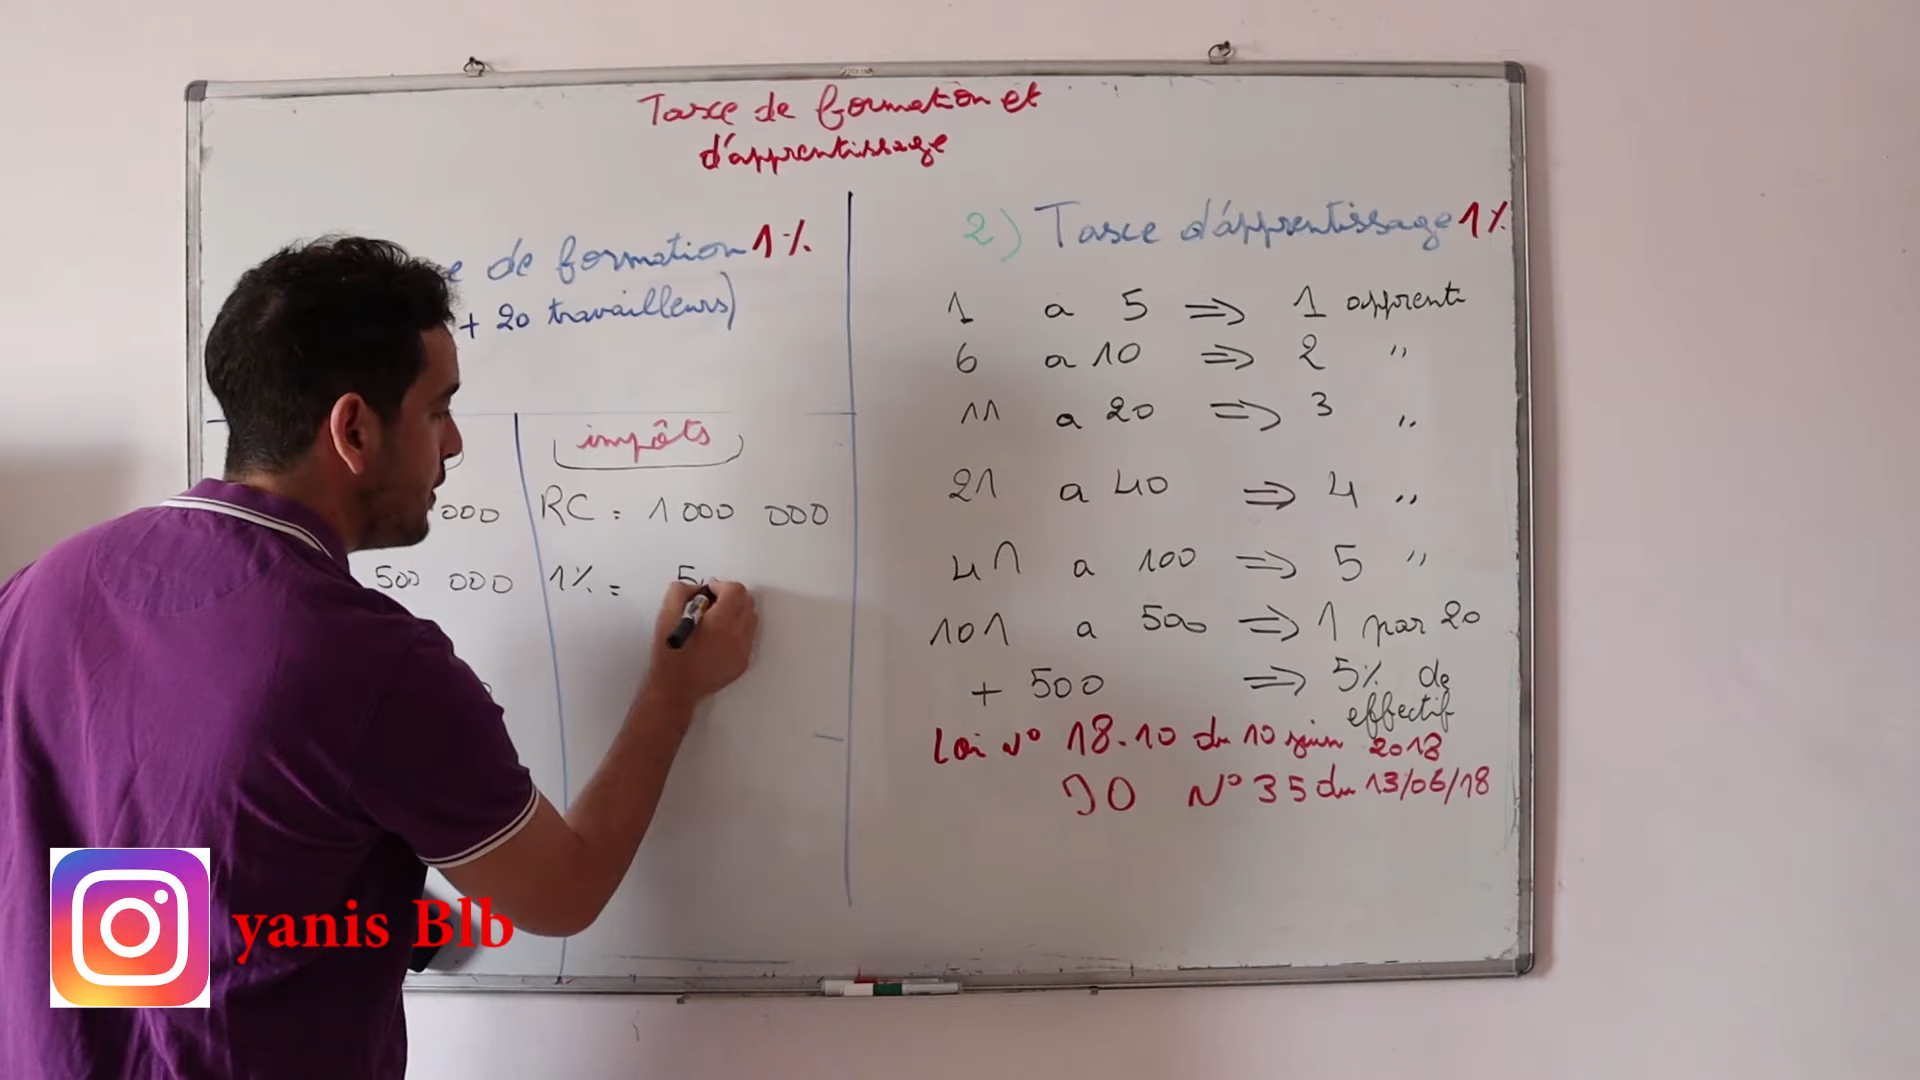 Taxe de formation et
d'apprentissage
de formation 1%
+ 20 travailleurs)
impôts
000
RC = 1 000 000
500 000
1% = 5
2) Taxe d'apprentissage 1%
1 a 5 => 1 apprenti
6 a 10 => 2 "
11 a 20 => 3 "
21 a 40 => 4 "
41 a 100 => 5 "
101 a 500 => 1 par 20
+ 500 => 5% de
effectif
Loi N° 18.10 du 10 juin 2018
JO N° 35 du 13/06/18
yanis Blb